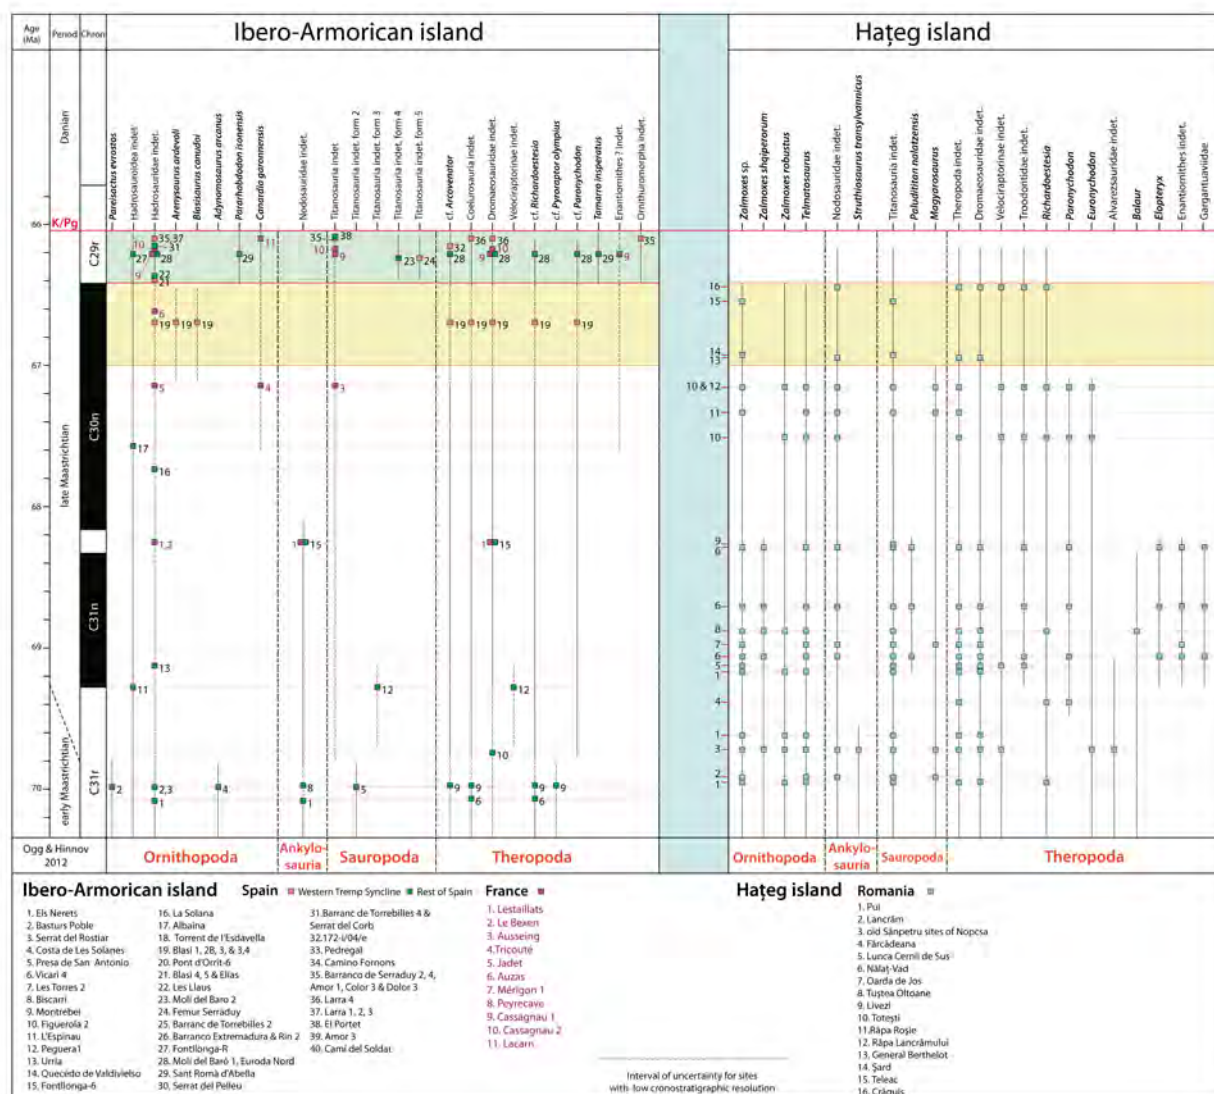 Age
(Ma)
Period
Chron
Ibero-Armorican island
Haţeg island
Danian
late Maastrichtian
early Maastrichtian
K/Pg
66
67
68
69
70
C29r
C30n
C31n
C31r
Pareisactus evrostos
Hadrosauroidea indet.
Hadrosauridae indet.
Arenysaurus ardevoli
Blasisaurus canudoi
Adynomosaurus arcanus
Pararhabdodon isonensis
Canardia garonnensis
Nodosauridae indet.
Titanosauria indet.
Titanosauria indet. form 2
Titanosauria indet. form 3
Titanosauria indet. form 4
Titanosauria indet. form 5
cf. Arcovenator
Coelurosauria indet.
Dromaeosauridae indet.
Velociraptorinae indet.
cf. Richardoestesia
cf. Pyroraptor olympius
cf. Paronychodon
Tamarro insperatus
Enantiornithes ? indet.
Ornithuromorpha indet.
Zalmoxes sp.
Zalmoxes shqiperorum
Zalmoxes robustus
Telmatosaurus
Nodosauridae indet.
Struthiosaurus transylvannicus
Titanosauria indet.
Paludititan nalatzensis
Magyarosaurus
Theropoda indet.
Dromaeosauridae indet.
Velociraptorinae indet.
Troodontidae indet.
Richardoestesia
Paronychodon
Euronychodon
Alvarezsauridae indet.
Balaur
Elopteryx
Enantiornithes indet.
Gargantuaviidae
Ogg & Hinnov
2012
Ornithopoda
Ankylo-
sauria
Sauropoda
Theropoda
Ornithopoda
Ankylo-
sauria
Sauropoda
Theropoda
Ibero-Armorican island
Spain
Western Tremp Syncline
Rest of Spain
France
1. Els Nerets
2. Basturs Poble
3. Serrat del Rostiar
4. Costa de Les Solanes
5. Presa de San Antonio
6. Vicari 4
7. Les Torres 2
8. Biscarri
9. Montrebei
10. Figuerola 2
11. L'Espinau
12. Peguera1
13. Urria
14. Quecedo de Valdivielso
15. Fontllonga-6
16. La Solana
17. Albaina
18. Torrent de l'Esdavella
19. Blasi 1, 2B, 3, & 3,4
20. Pont d'Orrit-6
21. Blasi 4, 5 & Elías
22. Les Llaus
23. Molí del Baro 2
24. Femur Serraduy
25. Barranc de Torrebilles 2
26. Barranco Extremadura & Rin 2
27. Fontllonga-R
28. Molí del Baró 1, Euroda Nord
29. Sant Romà d'Abella
30. Serrat del Pelleu
31. Barranc de Torrebilles 4 &
Serrat del Corb
32. 172-i/04/e
33. Pedregal
34. Camino Fornons
35. Barranco de Serraduy 2, 4,
Amor 1, Color 3 & Dolor 3
36. Larra 4
37. Larra 1, 2, 3
38. El Portet
39. Amor 3
40. Camí del Soldat
1. Lestaillats
2. Le Bexen
3. Ausseing
4.Tricouté
5. Jadet
6. Auzas
7. Mérigon 1
8. Peyrecave
9. Cassagnau 1
10. Cassagnau 2
11. Lacarn
Interval of uncertainty for sites
with low cronostratigraphic resolution
Haţeg island
Romania
1. Pui
2. Lancrăm
3. old Sânpetru sites of Nopcsa
4. Fărcădeana
5. Lunca Cernii de Sus
6. Nălaţ-Vad
7. Oarda de Jos
8. Tuştea Oltoane
9. Livezi
10. Toteşti
11.Râpa Roşie
12. Râpa Lancrămului
13. General Berthelot
14. Şard
15. Teleac
16. Crăguiş